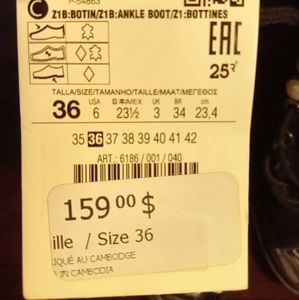 P-54863
Z1B:BOTIN/Z1B:ANKLE BOOT/Z1:BOTTINES
EAC
25
TALLA/SIZE/TAMANHO/TAILLE/MAAT/ΜΕΓΕΘΟΣ
36 USA 6 日本/MEX 23½ UK 3 BR 34 cm 23,4
35 36 37 38 39 40 41 42
ART.: 6186 / 001 / 040
159 00 $
ille / Size 36
IQUÉ AU CAMBODGE
IN CAMBODIA